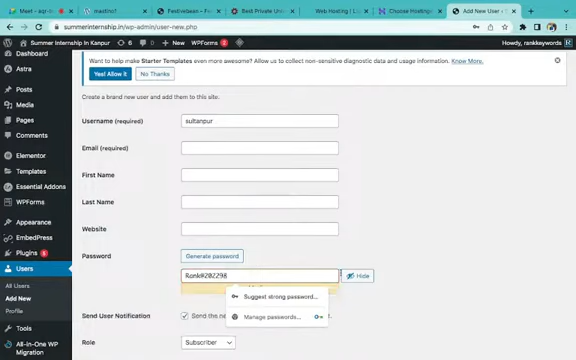 Meet – azr-
mastino1
Festivebean – F
Best Private Uni
Web Hosting | G
Choose Hosting
Add New User ‹
summerinternship.in/wp-admin/user-new.php
Summer Internship In Kanpur 6 0 New WPForms
Howdy, rankkeywords
Dashboard
Astra
Posts
Media
Pages
Comments
Elementor
Templates
Essential Addons
WPForms
Appearance
EmbedPress
Plugins
Users
All Users
Add New
Profile
Tools
All-in-One WP
Migration
Want to help make Starter Templates even more awesome? Allow us to collect non-sensitive diagnostic data and usage information. Know More.
Yes! Allow it No Thanks
Create a brand new user and add them to this site.
Username (required) sultanpur
Email (required)
First Name
Last Name
Website
Password Generate password
Rank#202298 Hide
Suggest strong password...
Manage passwords...
Send User Notification Send the ne
Role Subscriber